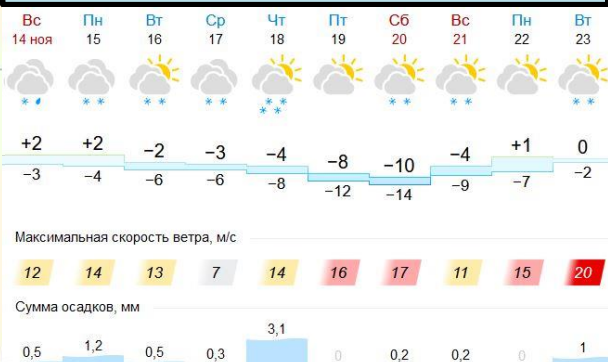 Вс Пн Вт Ср Чт Пт Сб Вс Пн Вт
14 ноя 15 16 17 18 19 20 21 22 23
+2 +2 −2 −3 −4 −8 −10 −4 +1 0
−3 −4 −6 −6 −8 −12 −14 −9 −7 −2
Максимальная скорость ветра, м/с
12 14 13 7 14 16 17 11 15 20
Сумма осадков, мм
0,5 1,2 0,5 0,3 3,1 0 0,2 0,2 0 1